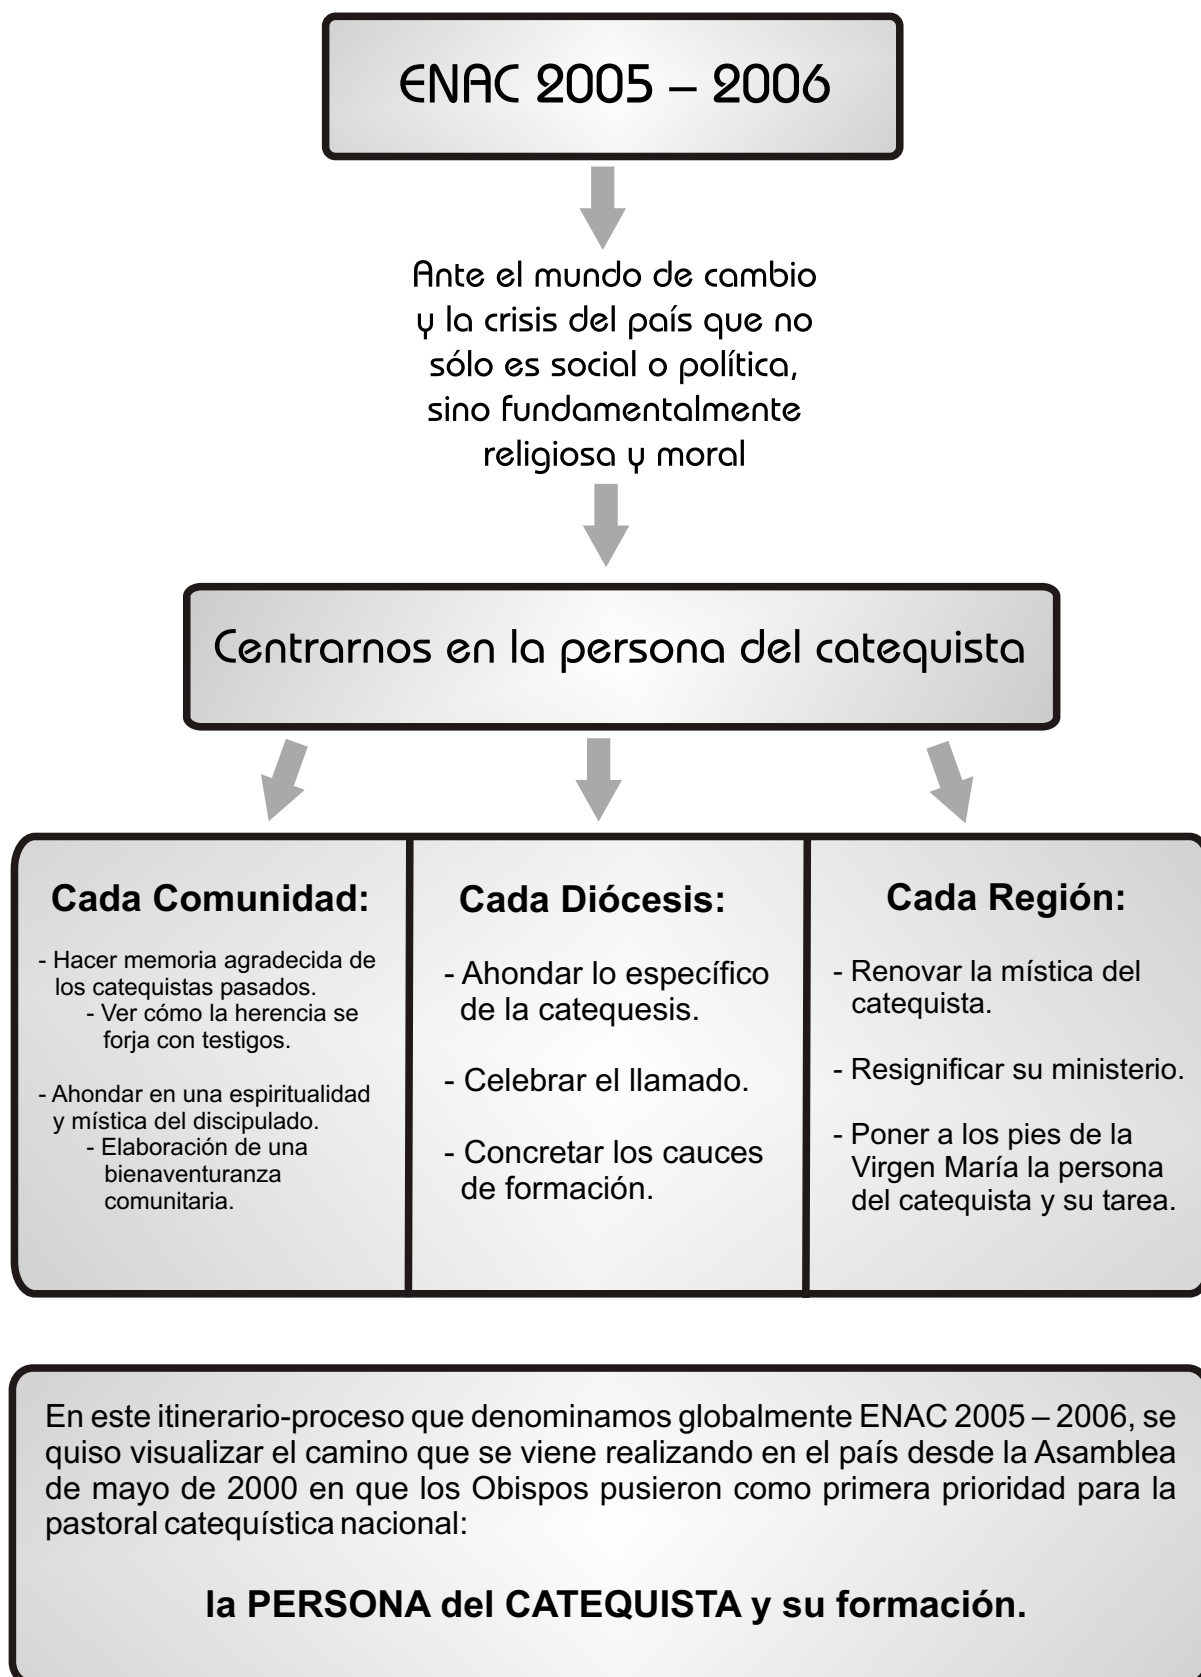 ENAC 2005 – 2006
Ante el mundo de cambio
y la crisis del país que no
sólo es social o política,
sino fundamentalmente
religiosa y moral
Centrarnos en la persona del catequista
Cada Comunidad:
- Hacer memoria agradecida de
los catequistas pasados.
- Ver cómo la herencia se
forja con testigos.
- Ahondar en una espiritualidad
y mística del discipulado.
- Elaboración de una
bienaventuranza
comunitaria.
Cada Diócesis:
- Ahondar lo específico
de la catequesis.
- Celebrar el llamado.
- Concretar los cauces
de formación.
Cada Región:
- Renovar la mística del
catequista.
- Resignificar su ministerio.
- Poner a los pies de la
Virgen María la persona
del catequista y su tarea.
En este itinerario-proceso que denominamos globalmente ENAC 2005 – 2006, se
quiso visualizar el camino que se viene realizando en el país desde la Asamblea
de mayo de 2000 en que los Obispos pusieron como primera prioridad para la
pastoral catequística nacional:
la PERSONA del CATEQUISTA y su formación.